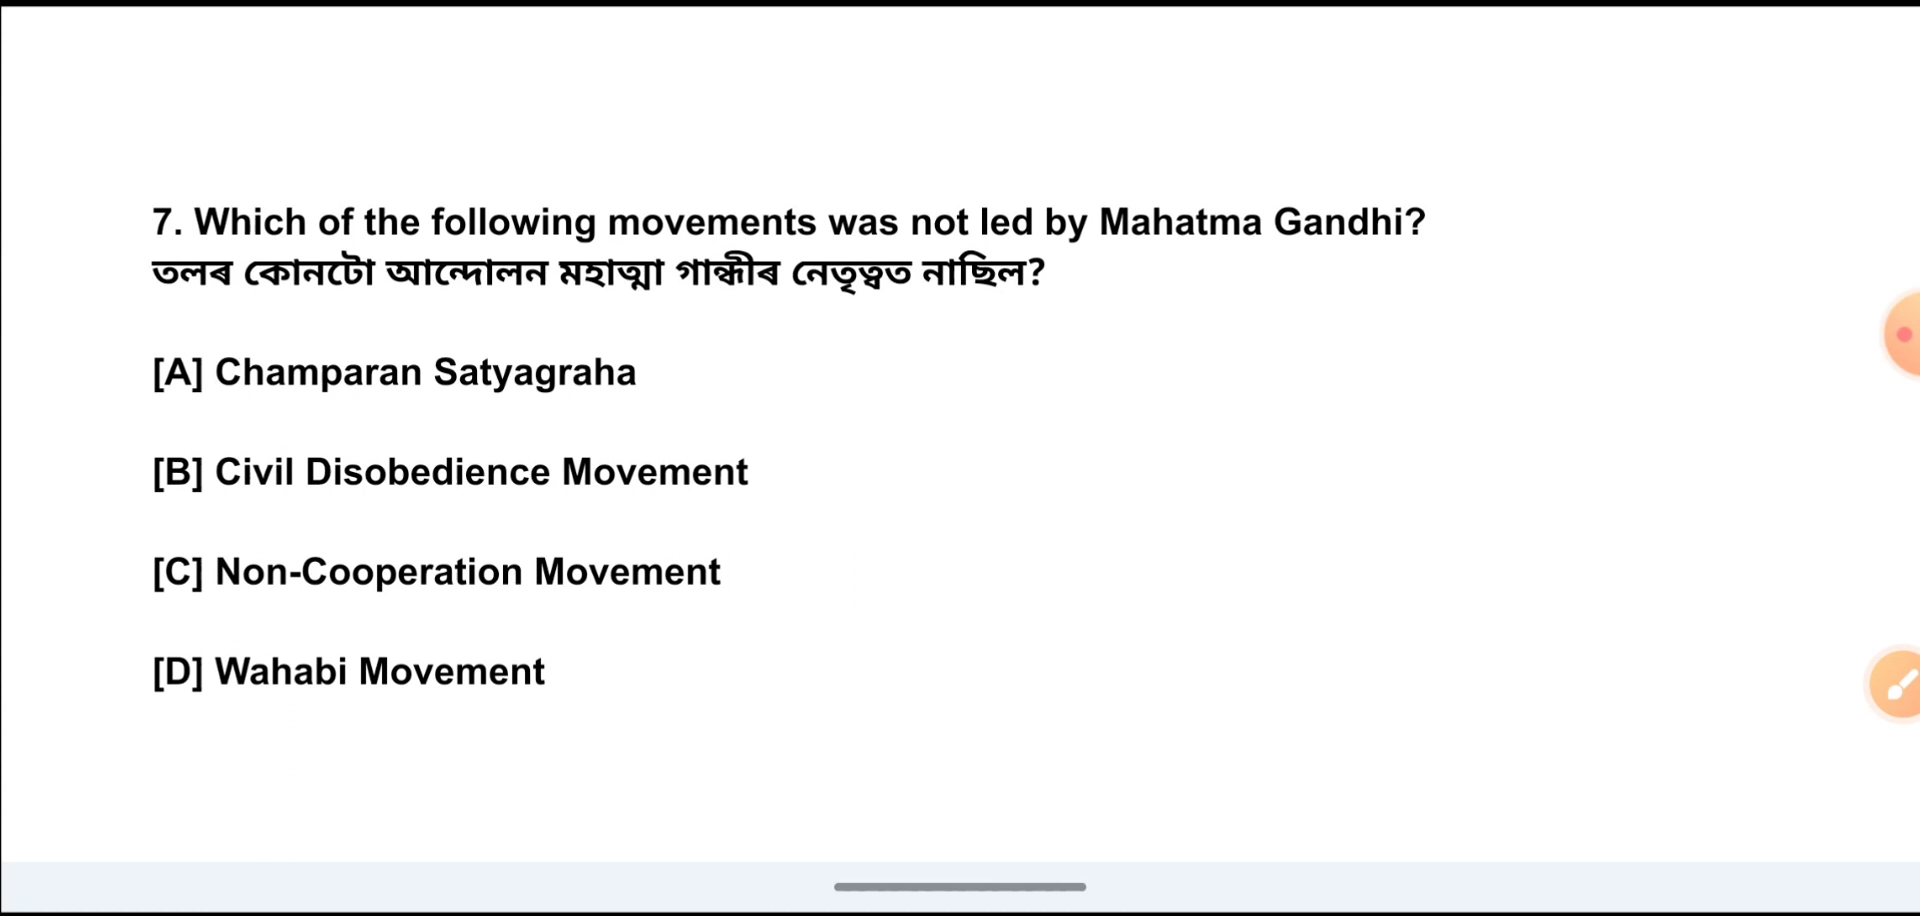 7. Which of the following movements was not led by Mahatma Gandhi?
তলৰ কোনটো আন্দোলন মহাত্মা গান্ধীৰ নেতৃত্বত নাছিল?
[A] Champaran Satyagraha
[B] Civil Disobedience Movement
[C] Non-Cooperation Movement
[D] Wahabi Movement